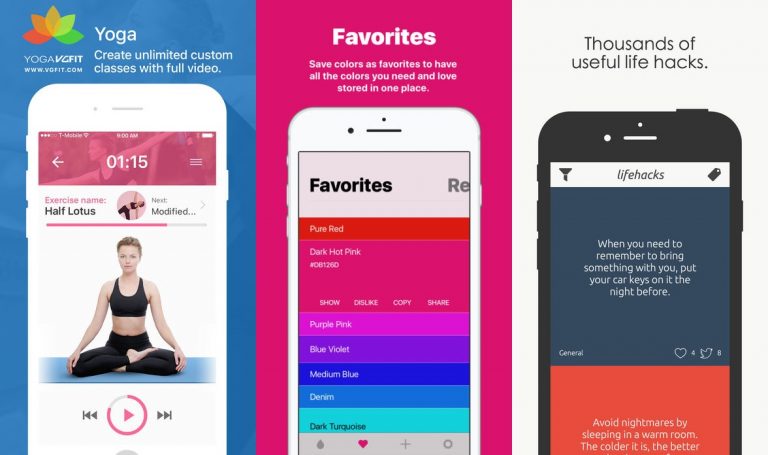 YOGA VGFIT
WWW.VGFIT.COM
Yoga
Create unlimited custom
classes with full video.
T-Mobile
9:00 AM
01:15
Exercise name:
Half Lotus
Next:
Modified...
Favorites
Save colors as favorites to have
all the colors you need and love
stored in one place.
Favorites
Re
Pure Red
Dark Hot Pink
#DB126D
SHOW DISLIKE COPY SHARE
Purple Pink
Blue Violet
Medium Blue
Denim
Dark Turquoise
Thousands of
useful life hacks.
lifehacks
When you need to
remember to bring
something with you, put
your car keys on it the
night before.
General
4
8
Avoid nightmares by
sleeping in a warm room.
The colder it is, the better